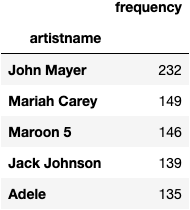 frequency
artistname
John Mayer 232
Mariah Carey 149
Maroon 5 146
Jack Johnson 139
Adele 135